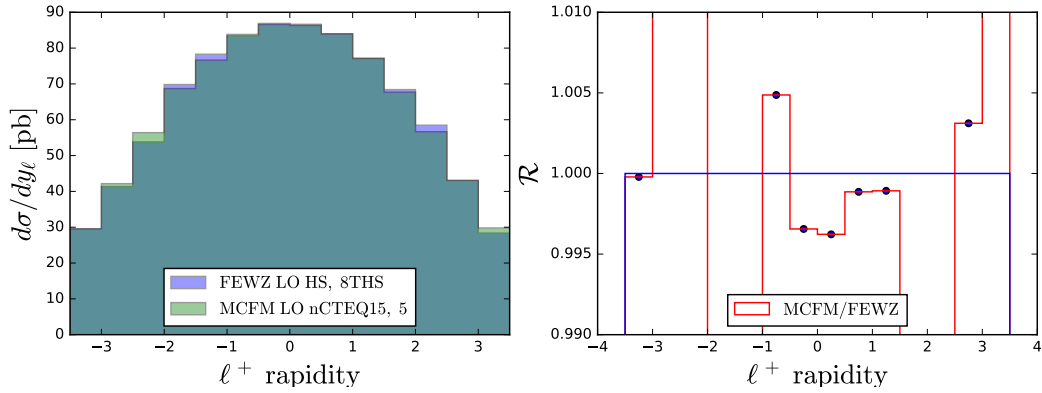 90
80
70
60
50
40
30
20
10
0
dσ/dyℓ [pb]
FEWZ LO HS, 8THS
MCFM LO nCTEQ15, 5
−3 −2 −1 0 1 2 3
ℓ+ rapidity
1.010
1.005
1.000
0.995
0.990
R
MCFM/FEWZ
−4 −3 −2 −1 0 1 2 3 4
ℓ+ rapidity